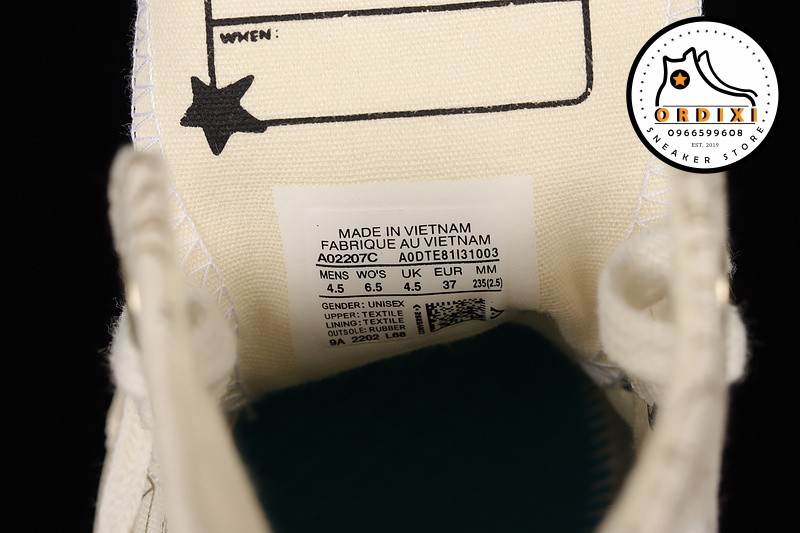 WHEN:
ORDIXI
0966599608
EST. 2019
SNEAKER STORE
MADE IN VIETNAM
FABRIQUE AU VIETNAM
A02207C A0DTE81I31003
MENS WO'S UK EUR MM
4.5 6.5 4.5 37 235(2.5)
GENDER: UNISEX
UPPER: TEXTILE
LINING: TEXTILE
OUTSOLE: RUBBER
9A 2202 L68
CONVERSE